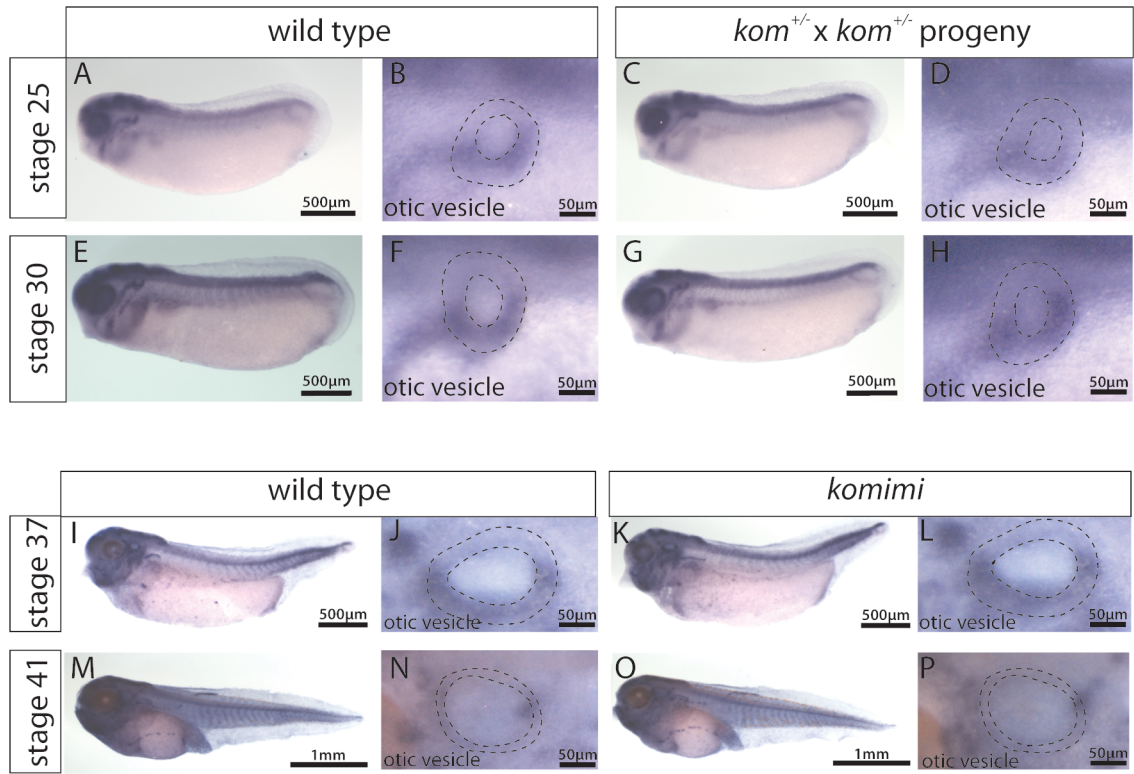 wild type
kom+/- x kom+/- progeny
stage 25
A
B
C
D
500μm
otic vesicle
50μm
500μm
otic vesicle
50μm
stage 30
E
F
G
H
500μm
otic vesicle
50μm
500μm
otic vesicle
50μm
wild type
komimi
stage 37
I
J
K
L
500μm
otic vesicle
50μm
500μm
otic vesicle
50μm
stage 41
M
N
O
P
1mm
otic vesicle
50μm
1mm
otic vesicle
50μm